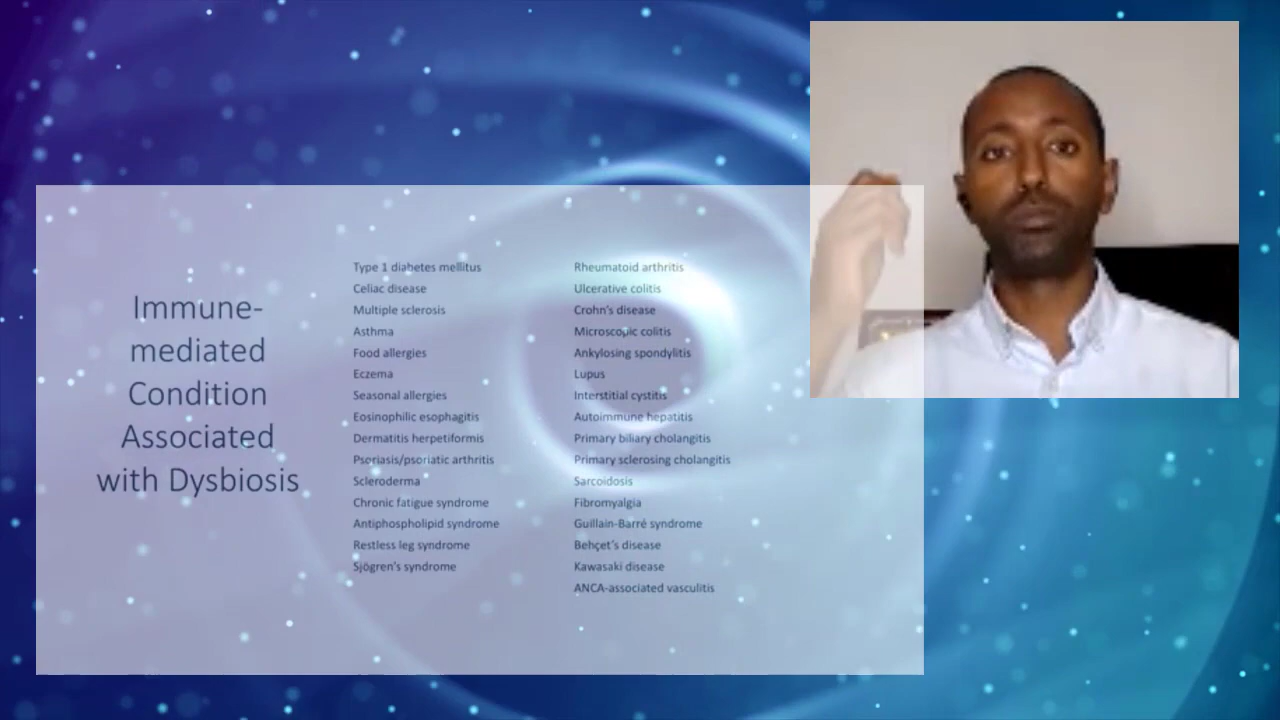 Immune-
mediated
Condition
Associated
with Dysbiosis
Type 1 diabetes mellitus
Celiac disease
Multiple sclerosis
Asthma
Food allergies
Eczema
Seasonal allergies
Eosinophilic esophagitis
Dermatitis herpetiformis
Psoriasis/psoriatic arthritis
Scleroderma
Chronic fatigue syndrome
Antiphospholipid syndrome
Restless leg syndrome
Sjögren's syndrome
Rheumatoid arthritis
Ulcerative colitis
Crohn's disease
Microscopic colitis
Ankylosing spondylitis
Lupus
Interstitial cystitis
Autoimmune hepatitis
Primary biliary cholangitis
Primary sclerosing cholangitis
Sarcoidosis
Fibromyalgia
Guillain-Barré syndrome
Behçet's disease
Kawasaki disease
ANCA-associated vasculitis